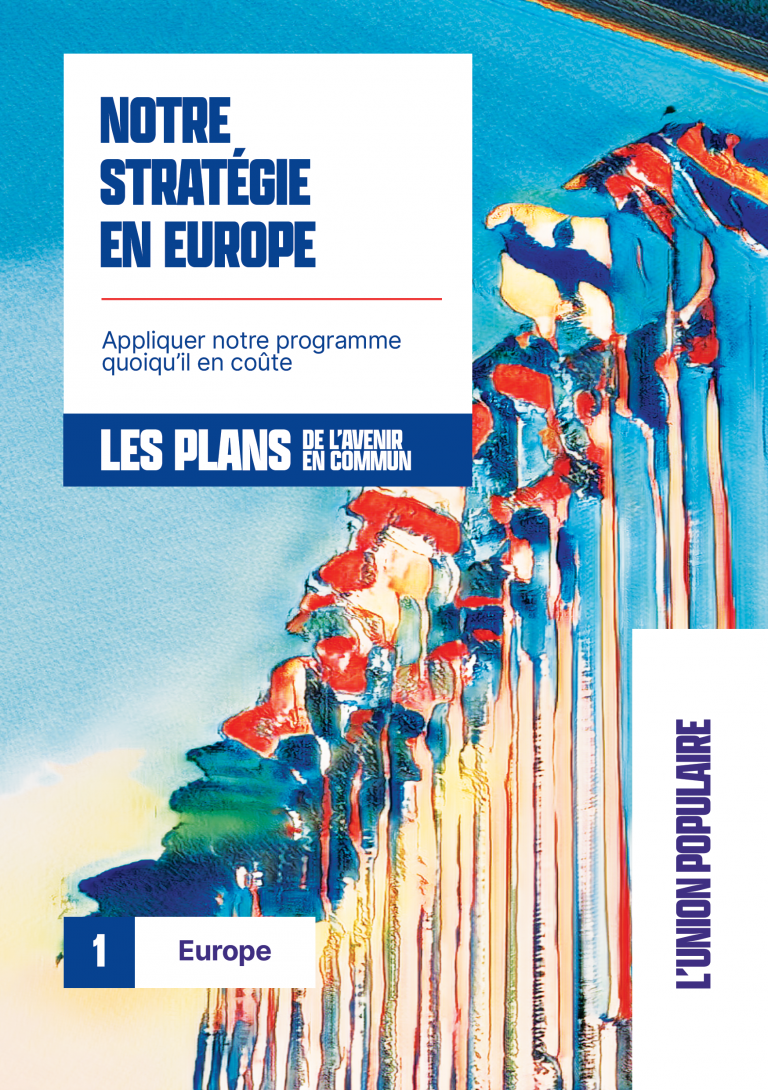 NOTRE
STRATÉGIE
EN EUROPE
Appliquer notre programme
quoiqu'il en coûte
LES PLANS DE L'AVENIR
EN COMMUN
L'UNION POPULAIRE
1 Europe